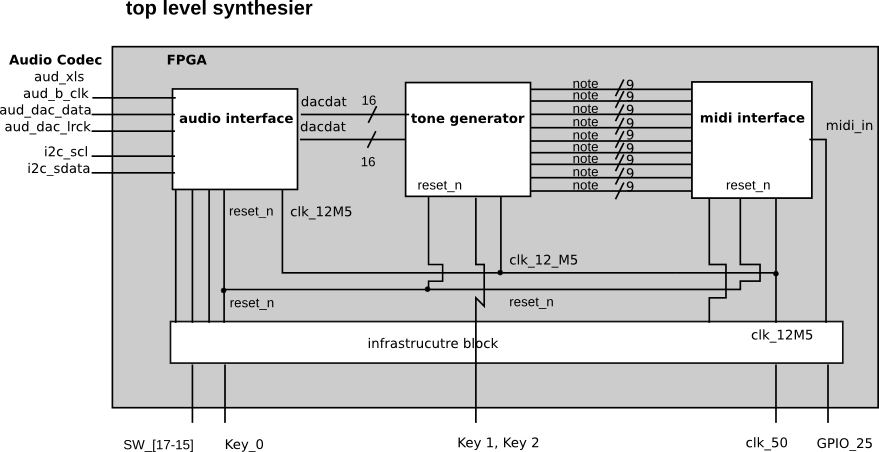 top level synthesier
Audio Codec
FPGA
aud_xls
aud_b_clk
aud_dac_data
aud_dac_lrck
i2c_scl
i2c_sdata
audio interface
dacdat
16
dacdat
16
tone generator
reset_n
note 9
note 9
note 9
note 9
note 9
note 9
note 9
note 9
note 9
note 9
midi interface
reset_n
midi_in
reset_n
clk_12M5
clk_12_M5
reset_n
reset_n
infrastrucutre block
clk_12M5
SW_[17-15]
Key_0
Key 1, Key 2
clk_50
GPIO_25